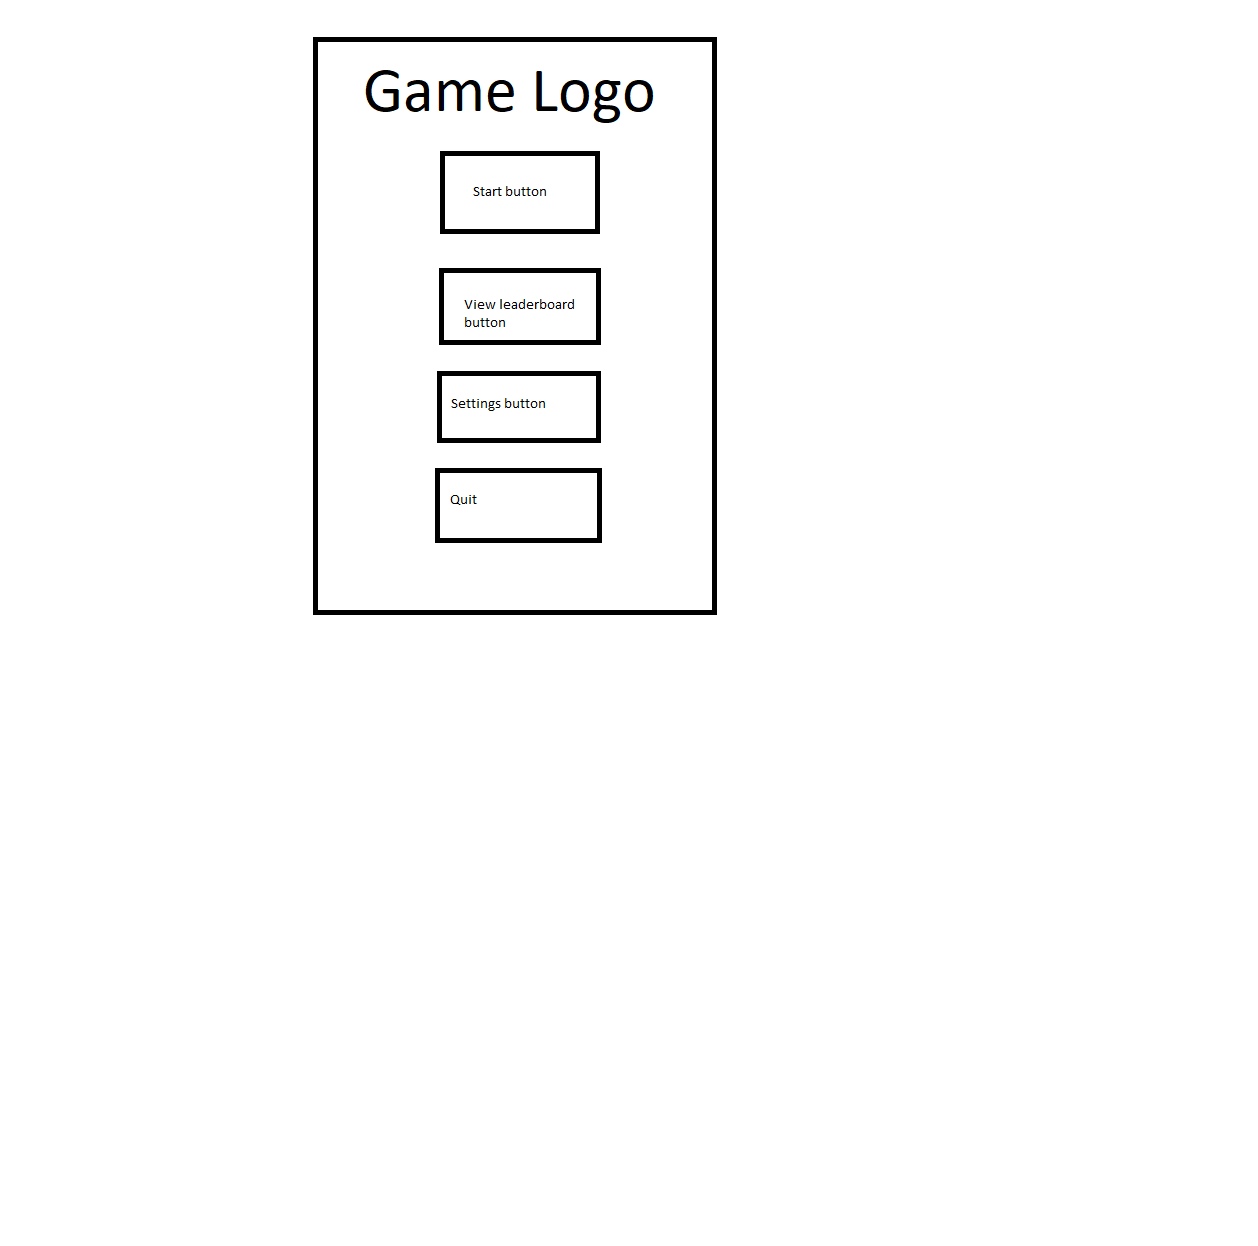 Game Logo
Start button
View leaderboard
button
Settings button
Quit